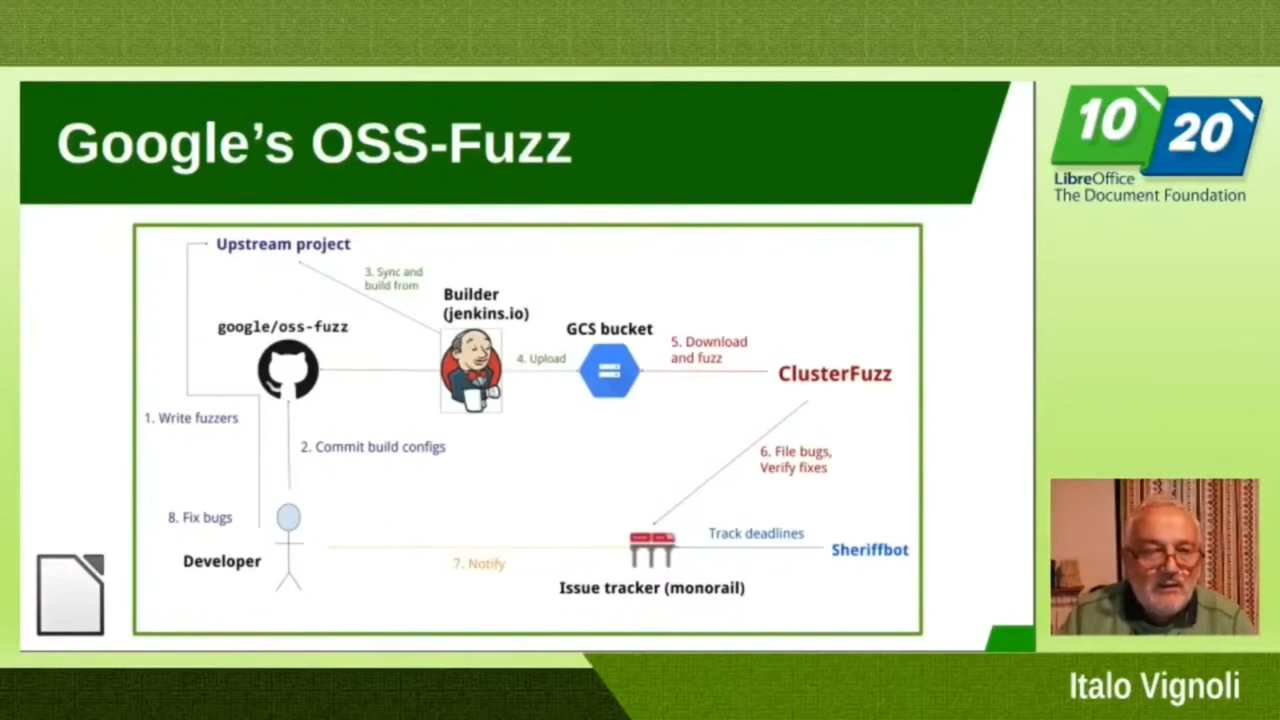 Google's OSS-Fuzz
10
20
LibreOffice
The Document Foundation
Upstream project
3. Sync and
build from
Builder
(jenkins.io)
google/oss-fuzz
GCS bucket
4. Upload
5. Download
and fuzz
ClusterFuzz
1. Write fuzzers
2. Commit build configs
6. File bugs,
Verify fixes
8. Fix bugs
Developer
7. Notify
Track deadlines
Sheriffbot
Issue tracker (monorail)
Italo Vignoli